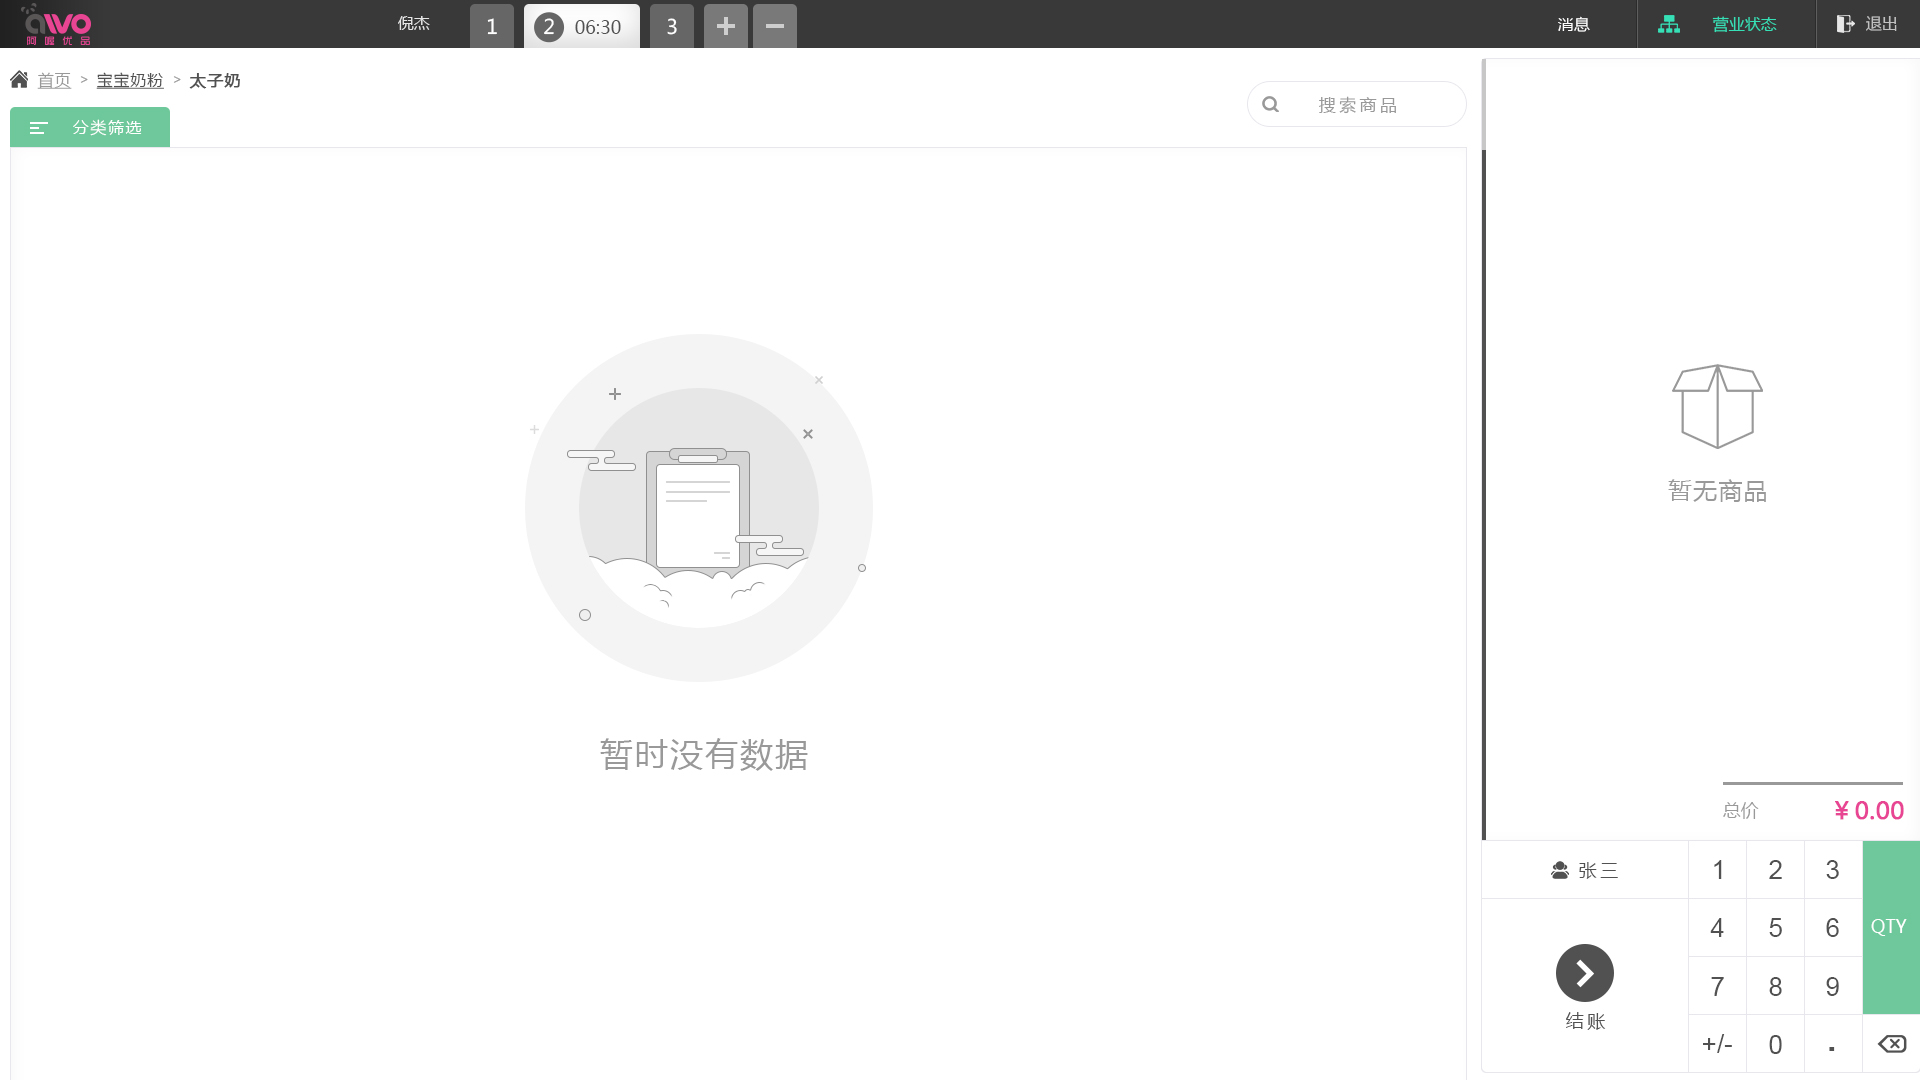 awo
阿喔优品
倪杰
1
2 06:30
3
消息
营业状态
退出
首页 > 宝宝奶粉 > 太子奶
搜索商品
分类筛选
暂时没有数据
暂无商品
总价 ¥ 0.00
张三
结账
1 2 3
4 5 6
7 8 9
+/- 0 .
QTY